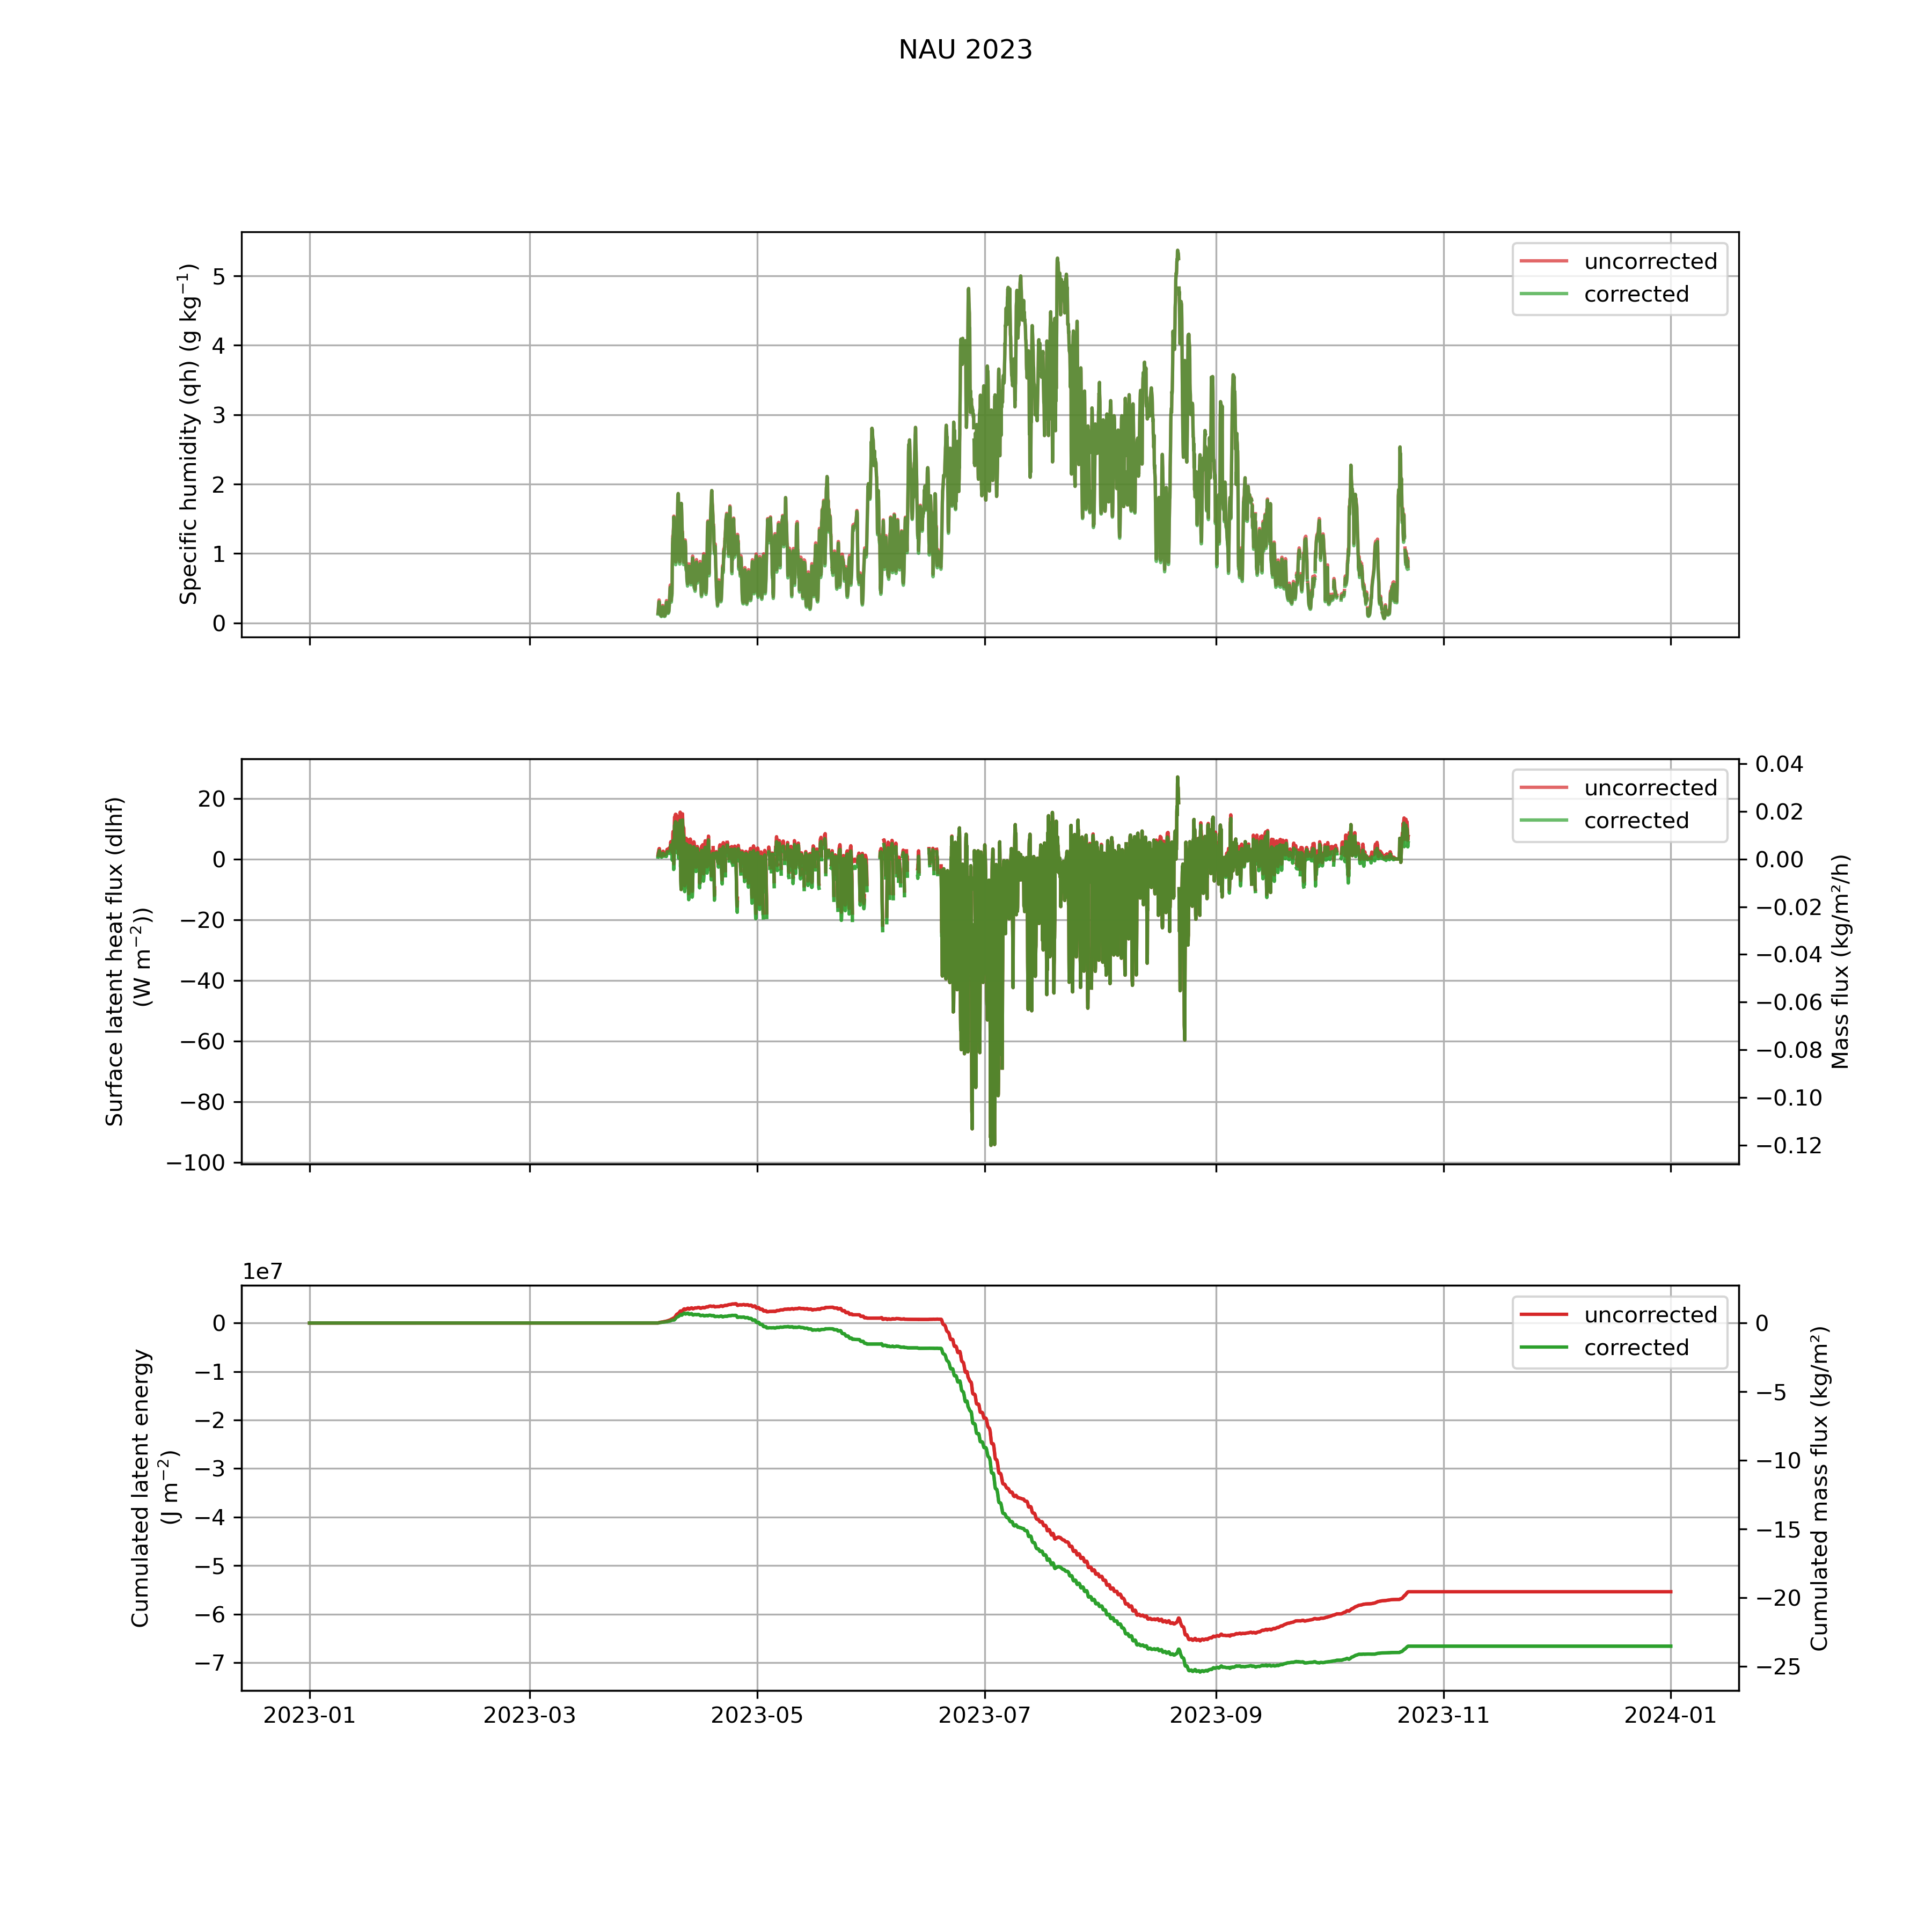 NAU 2023
Specific humidity (qh) (g kg⁻¹)
5
4
3
2
1
0
uncorrected
corrected
Surface latent heat flux (dlhf)
(W m⁻²))
20
0
−20
−40
−60
−80
−100
uncorrected
corrected
0.04
0.02
0.00
−0.02
−0.04
−0.06
−0.08
−0.10
−0.12
Mass flux (kg/m²/h)
1e7
Cumulated latent energy
(J m⁻²)
0
−1
−2
−3
−4
−5
−6
−7
uncorrected
corrected
0
−5
−10
−15
−20
−25
Cumulated mass flux (kg/m²)
2023-01 2023-03 2023-05 2023-07 2023-09 2023-11 2024-01